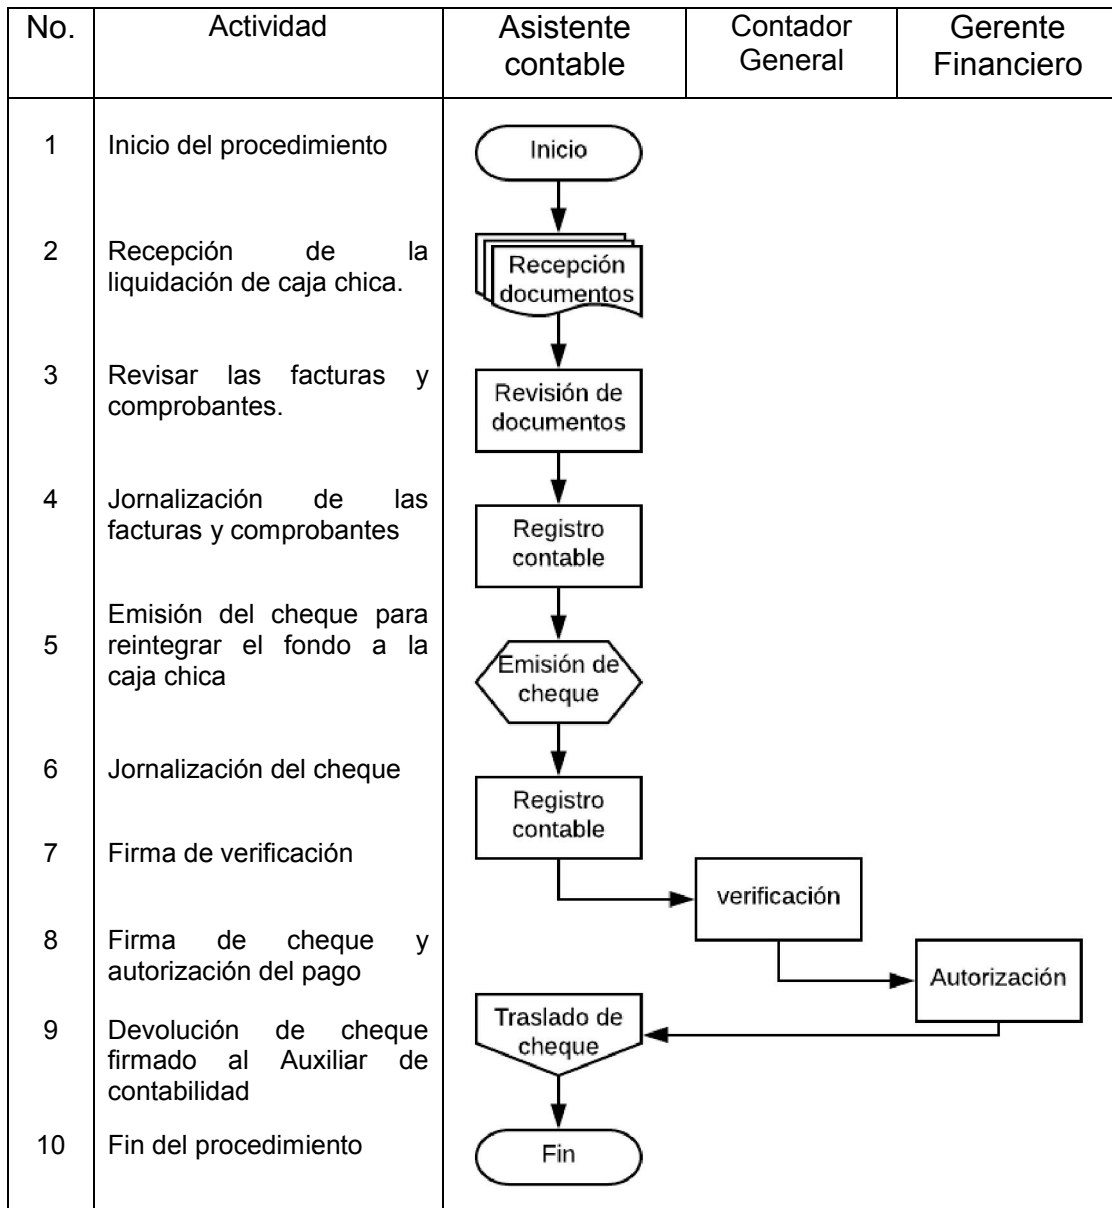 No.
Actividad
Asistente
contable
Contador
General
Gerente
Financiero
1
Inicio del procedimiento
Inicio
2
Recepción de la
liquidación de caja chica.
Recepción
documentos
3
Revisar las facturas y
comprobantes.
Revisión de
documentos
4
Jornalización de las
facturas y comprobantes
Registro
contable
5
Emisión del cheque para
reintegrar el fondo a la
caja chica
Emisión de
cheque
6
Jornalización del cheque
Registro
contable
7
Firma de verificación
verificación
8
Firma de cheque y
autorización del pago
Autorización
9
Devolución de cheque
firmado al Auxiliar de
contabilidad
Traslado de
cheque
10
Fin del procedimiento
Fin